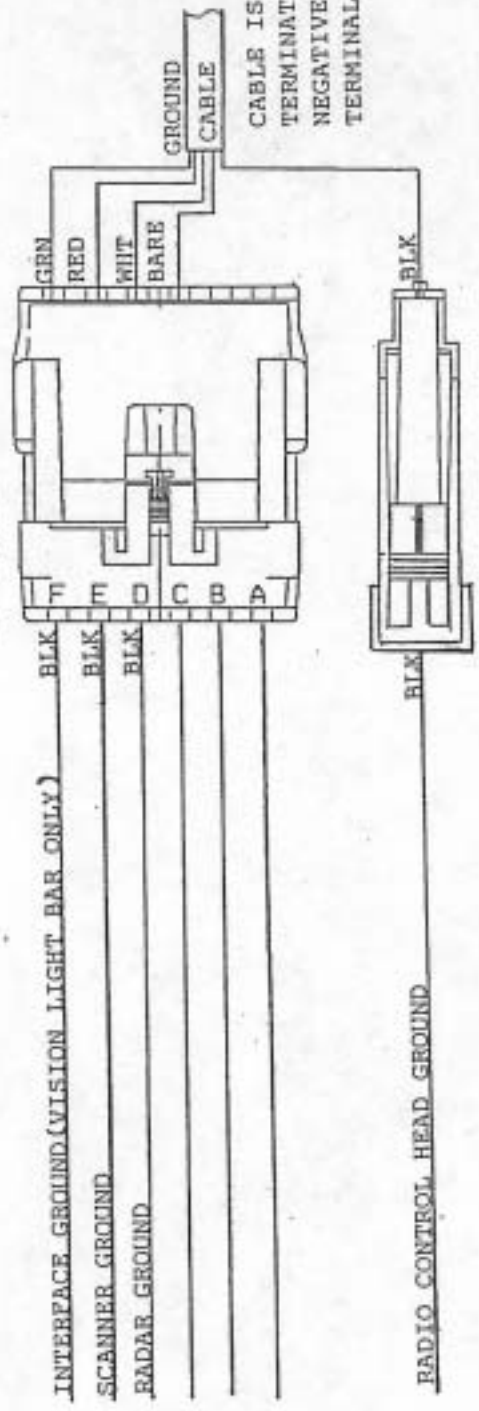 INTERFACE GROUND(VISION LIGHT BAR ONLY)
BLK
F
GRN
SCANNER GROUND
BLK
E
RED
RADAR GROUND
BLK
D
WHT
C
BARE
B
A
GROUND
CABLE
CABLE IS
TERMINAT
NEGATIVE
TERMINAL
RADIO CONTROL HEAD GROUND
BLK
BLK